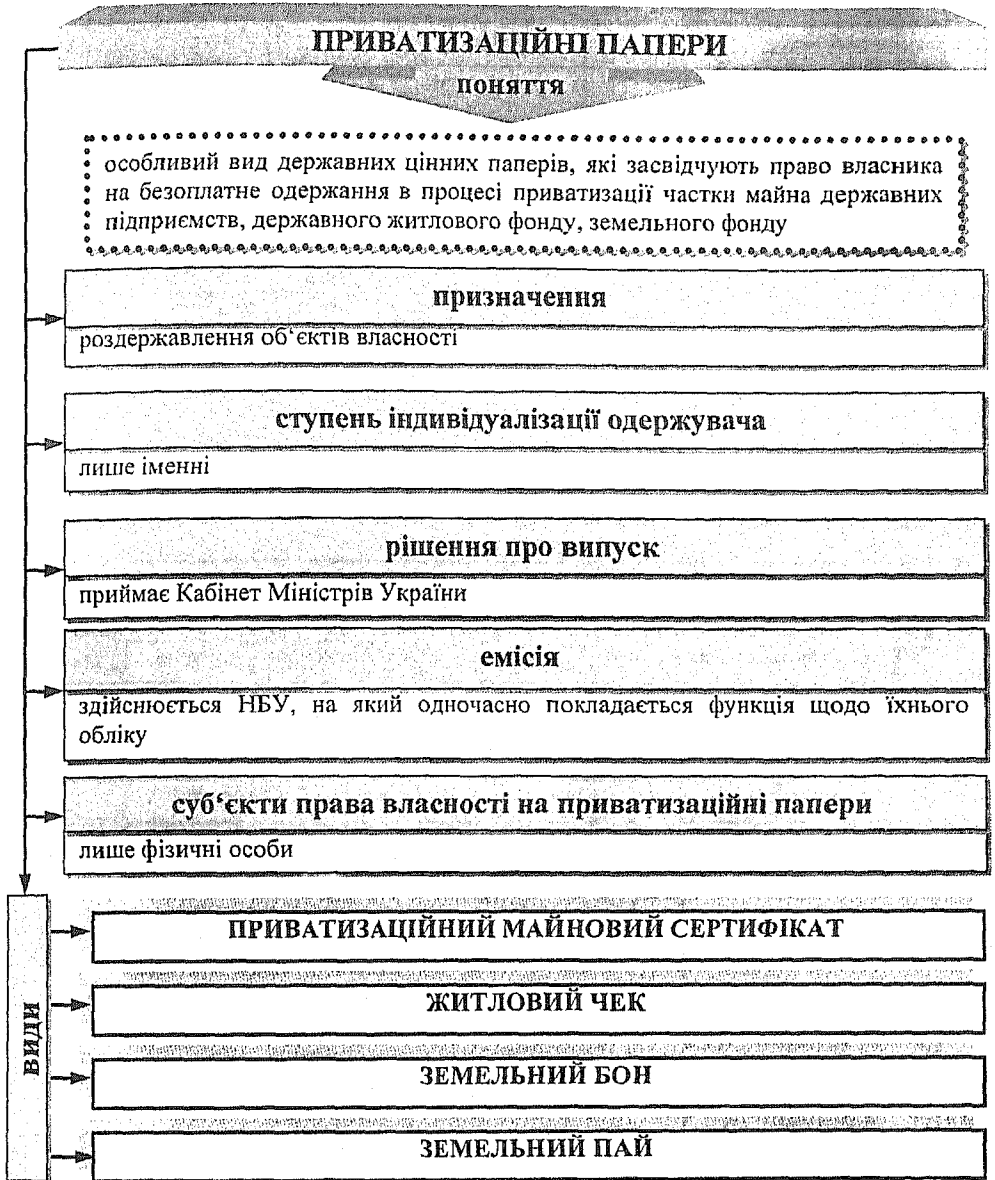 ПРИВАТИЗАЦІЙНІ ПАПЕРИ
поняття
особливий вид державних цінних паперів, які засвідчують право власника
на безоплатне одержання в процесі приватизації частки майна державних
підприємств, державного житлового фонду, земельного фонду
призначення
роздержавлення об‘єктів власності
ступень індивідуалізації одержувача
лише іменні
рішення про випуск
приймає Кабінет Міністрів України
емісія
здійснюється НБУ, на який одночасно покладається функція щодо їхнього
обліку
суб‘єкти права власності на приватизаційні папери
лише фізичні особи
ВИДИ
ПРИВАТИЗАЦІЙНИЙ МАЙНОВИЙ СЕРТИФІКАТ
ЖИТЛОВИЙ ЧЕК
ЗЕМЕЛЬНИЙ БОН
ЗЕМЕЛЬНИЙ ПАЙ